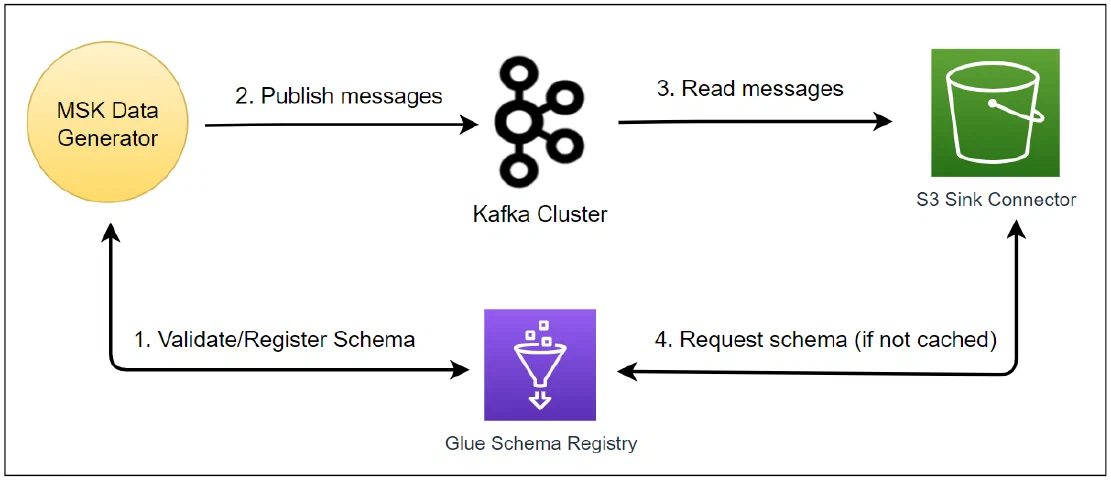 MSK Data
Generator
2. Publish messages
Kafka Cluster
3. Read messages
S3 Sink Connector
1. Validate/Register Schema
Glue Schema Registry
4. Request schema (if not cached)